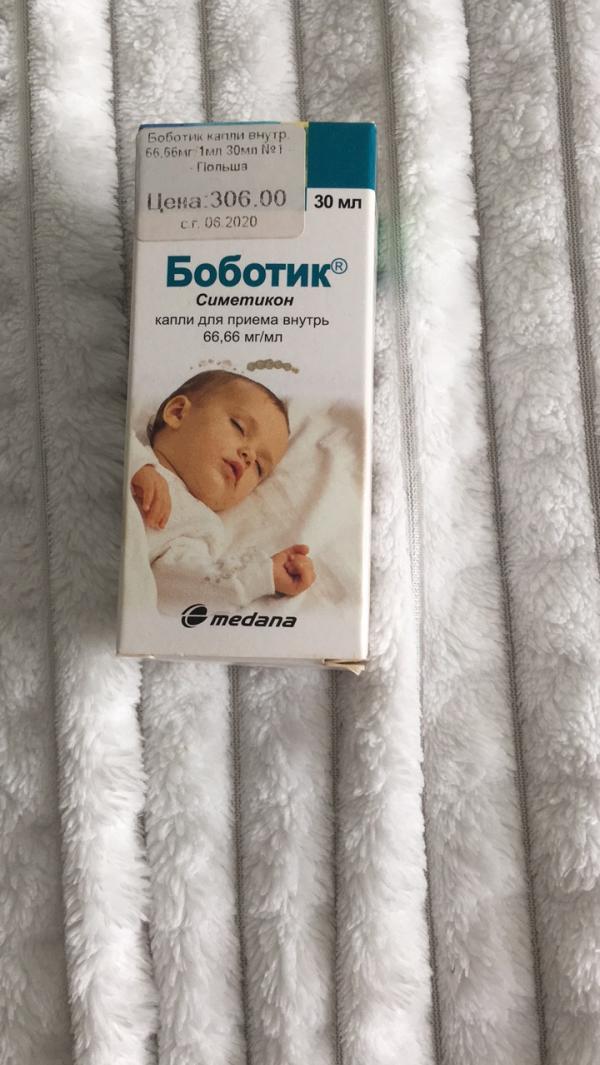 Боботик капли внутр.
66,66мг/1мл 30мл №1 -
Польша
Цена:306.00
с.г. 06.2020
30 мл
Боботик®
Симетикон
капли для приема внутрь
66,66 мг/мл
medana